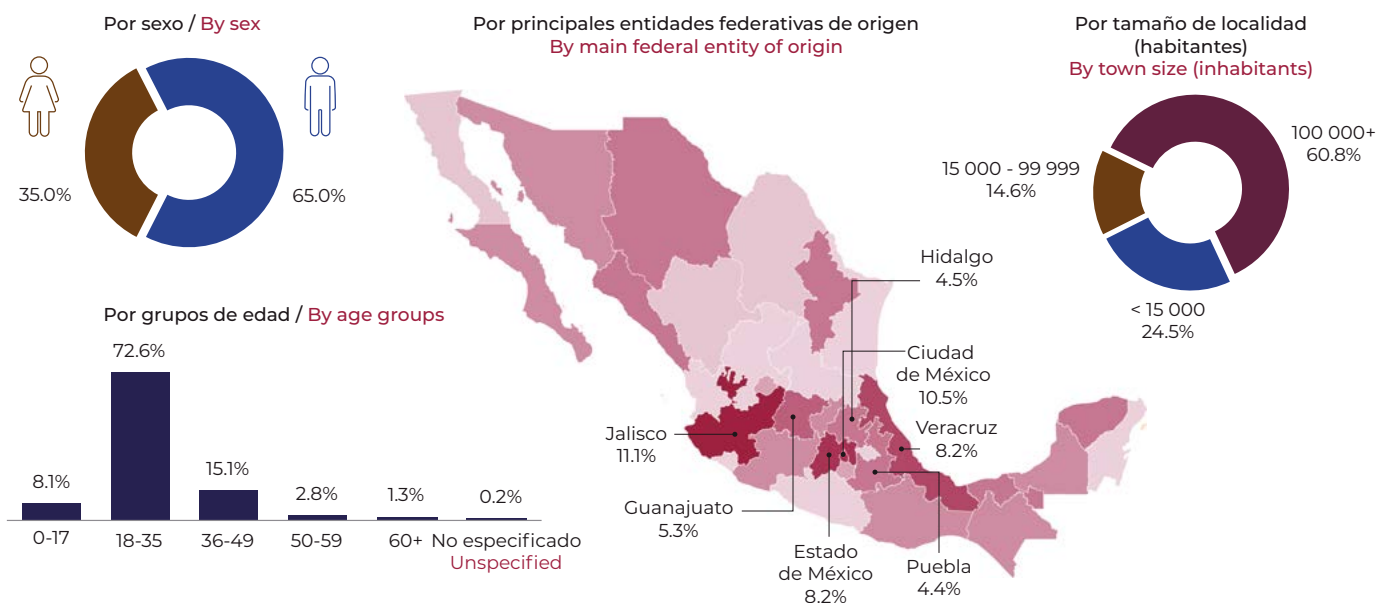 Por sexo / By sex
35.0%
65.0%
Por grupos de edad / By age groups
8.1%
72.6%
15.1%
2.8%
1.3%
0.2%
0-17
18-35
36-49
50-59
60+
No especificado
Unspecified
Por principales entidades federativas de origen
By main federal entity of origin
Hidalgo
4.5%
Ciudad
de México
10.5%
Veracruz
8.2%
Jalisco
11.1%
Guanajuato
5.3%
Estado
de México
8.2%
Puebla
4.4%
Por tamaño de localidad
(habitantes)
By town size (inhabitants)
100 000+
60.8%
15 000 - 99 999
14.6%
< 15 000
24.5%